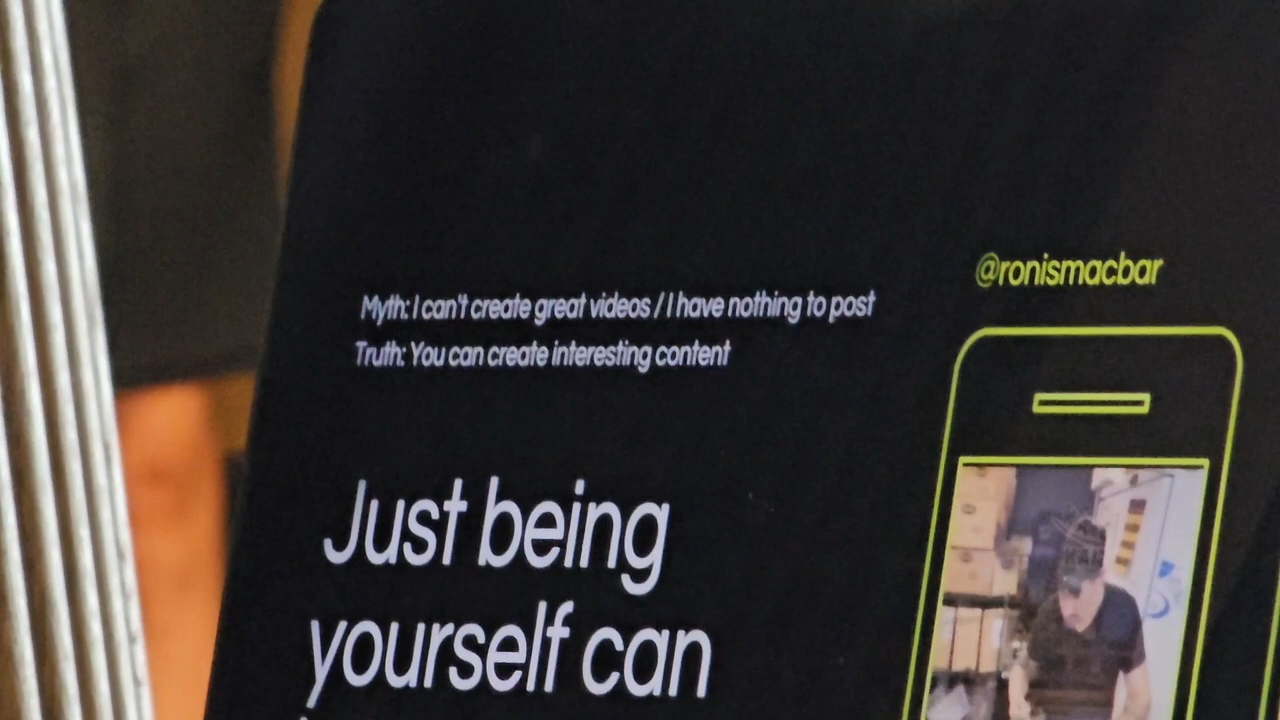 @ronismacbar
Myth: I can't create great videos / I have nothing to post
Truth: You can create interesting content
Just being
yourself can